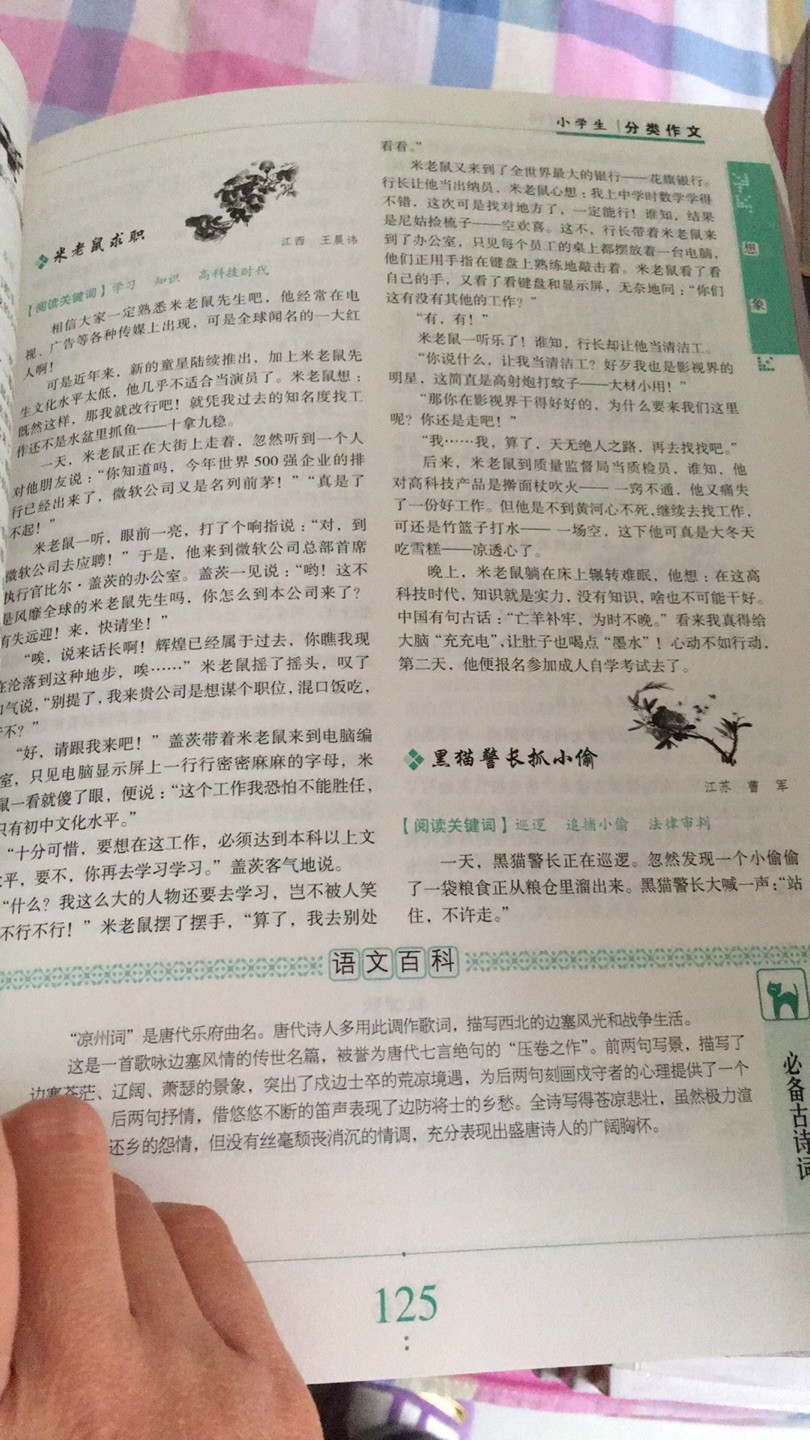 小学生 分类作文
想
象
米老鼠求职
江西 王晨讳
【阅读关键词】学习 知识 高科技时代
相信大家一定熟悉米老鼠先生吧，他经常在电
视、广告等各种传媒上出现，可是全球闻名的一大红
人啊！
可是近年来，新的童星陆续推出，加上米老鼠先
生文化水平太低，他几乎不适合当演员了。米老鼠想：
既然这样，那我就改行吧！就凭我过去的知名度找工
作还不是水盆里抓鱼——十拿九稳。
一天，米老鼠正在大街上走着，忽然听到一个人
对他朋友说：“你知道吗，今年世界500强企业的排
行已经出来了，微软公司又是名列前茅！”“真是了
不起！”
米老鼠一听，眼前一亮，打了个响指说：“对，到
微软公司去应聘！”于是，他来到微软公司总部首席
执行官比尔·盖茨的办公室。盖茨一见说：“哟！这不
是风靡全球的米老鼠先生吗，你怎么到本公司来了？
有失远迎！来，快请坐！”
“唉，说来话长啊！辉煌已经属于过去，你瞧我现
在沦落到这种地步，唉……”米老鼠摇了摇头，叹了
气说，“别提了，我来贵公司是想谋个职位，混口饭吃，
不？”
“好，请跟我来吧！”盖茨带着米老鼠来到电脑编
室，只见电脑显示屏上一行行密密麻麻的字母，米
鼠一看就傻了眼，便说：“这个工作我恐怕不能胜任，
只有初中文化水平。”
“十分可惜，要想在这工作，必须达到本科以上文
平，要不，你再去学习学习。”盖茨客气地说。
“什么？我这么大的人物还要去学习，岂不被人笑
不行不行！”米老鼠摆了摆手，“算了，我去别处
看看。”
米老鼠又来到了全世界最大的银行——花旗银行。
行长让他当出纳员，米老鼠心想：我上中学时数学学得
不错，这次可是找对地方了，一定能行！谁知，结果
是尼姑捡梳子——空欢喜。这不，行长带着米老鼠来
到了办公室，只见每个员工的桌上都摆放着一台电脑，
他们正用手指在键盘上熟练地敲击着。米老鼠看了看
自己的手，又看了看键盘和显示屏，无奈地问：“你们
这有没有其他的工作？”
“有，有！”
米老鼠一听乐了！谁知，行长却让他当清洁工。
“你说什么，让我当清洁工？好歹我也是影视界的
明星，这简直是高射炮打蚊子——大材小用！”
“那你在影视界干得好好的，为什么要来我们这里
呢？你还是走吧！”
“我……我，算了，天无绝人之路，再去找找吧。”
后来，米老鼠到质量监督局当质检员，谁知，他
对高科技产品是擀面杖吹火——一窍不通，他又痛失
了一份好工作。但他是不到黄河心不死，继续去找工作，
可还是竹篮子打水——一场空，这下他可真是大冬天
吃雪糕——凉透心了。
晚上，米老鼠躺在床上辗转难眠，他想：在这高
科技时代，知识就是实力，没有知识，啥也不可能干好。
中国有句古话：“亡羊补牢，为时不晚。”看来我真得给
大脑“充充电”，让肚子也喝点“墨水”！心动不如行动，
第二天，他便报名参加成人自学考试去了。
黑猫警长抓小偷
江苏 曹军
【阅读关键词】巡逻 追捕小偷 法律审判
一天，黑猫警长正在巡逻。忽然发现一个小偷偷
了一袋粮食正从粮仓里溜出来。黑猫警长大喊一声：“站
住，不许走。”
语文百科
“凉州词”是唐代乐府曲名。唐代诗人多用此调作歌词，描写西北的边塞风光和战争生活。
这是一首歌咏边塞风情的传世名篇，被誉为唐代七言绝句的“压卷之作”。前两句写景，描写了
边塞苍茫、辽阔、萧瑟的景象，突出了戍边士卒的荒凉境遇，为后两句刻画戍守者的心理提供了一个
后两句抒情，借悠悠不断的笛声表现了边防将士的乡愁。全诗写得苍凉悲壮，虽然极力渲
还乡的怨情，但没有丝毫颓丧消沉的情调，充分表现出盛唐诗人的广阔胸怀。
必备古诗词
125